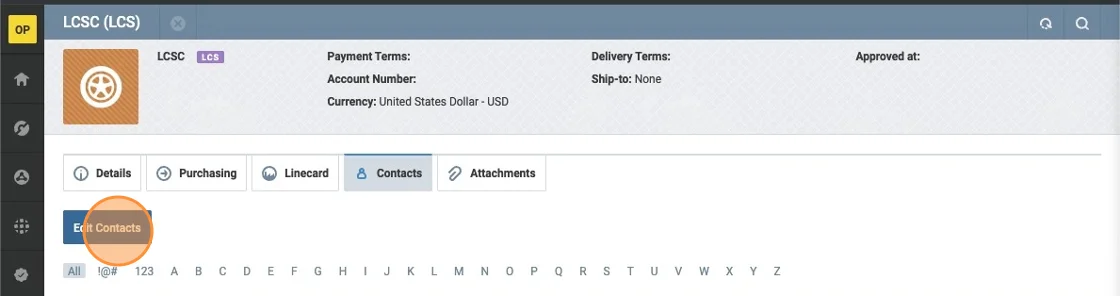 OP
LCSC (LCS)
LCSC LCS
Payment Terms:
Account Number:
Currency: United States Dollar - USD
Delivery Terms:
Ship-to: None
Approved at:
Details Purchasing Linecard Contacts Attachments
Edit Contacts
All !@# 123 A B C D E F G H I J K L M N O P Q R S T U V W X Y Z